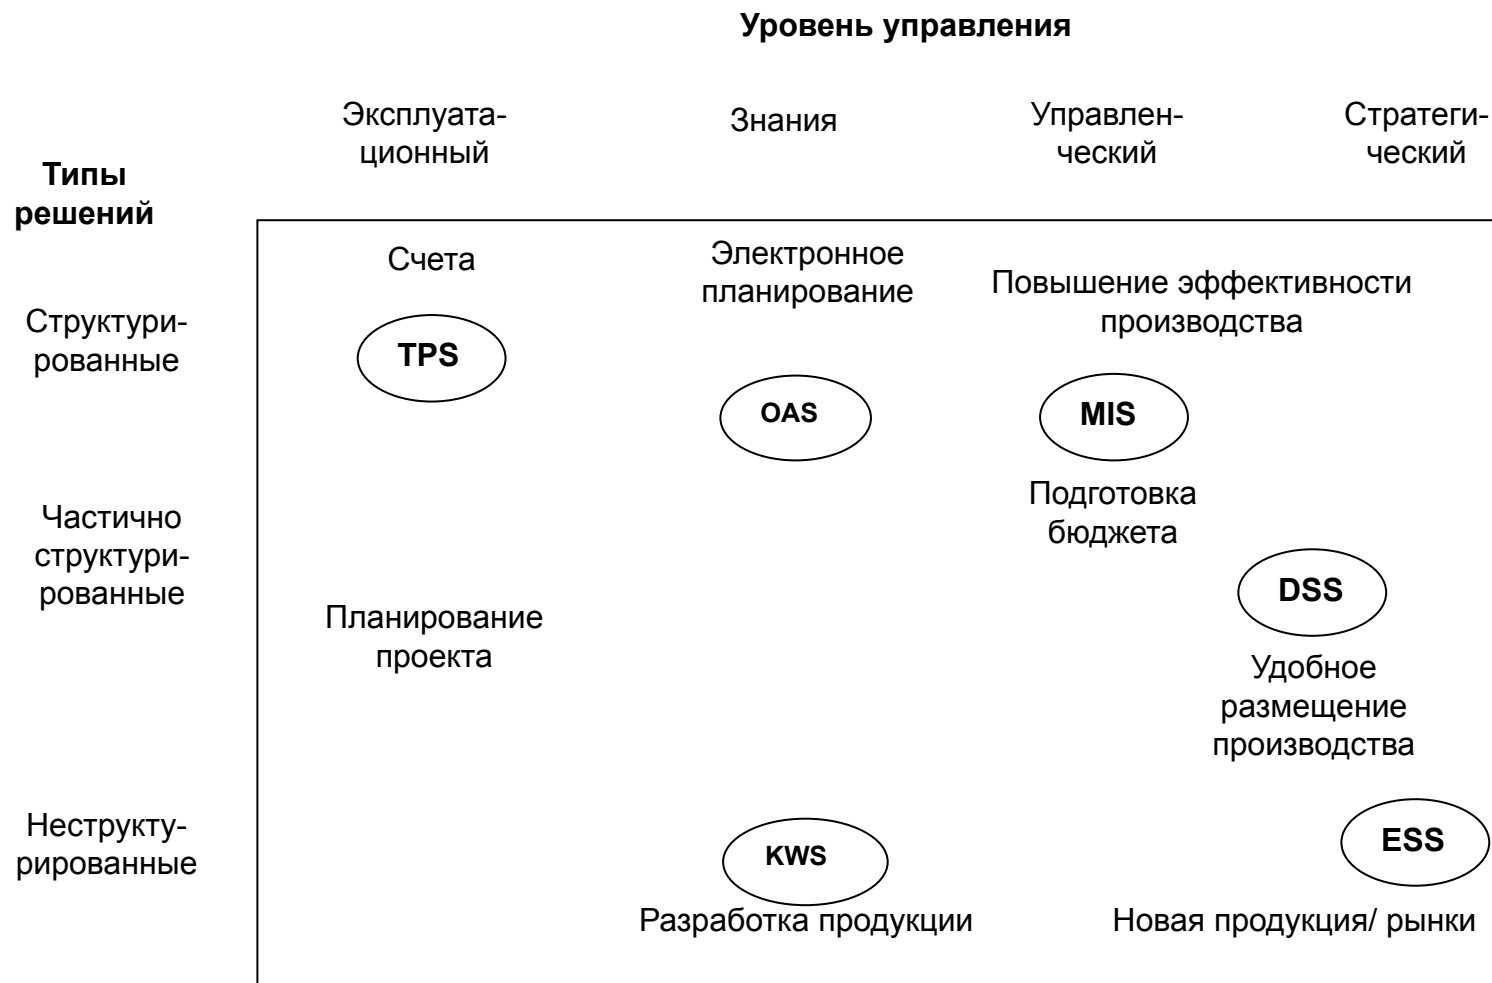 Уровень управления
Эксплуата-
ционный
Знания
Управлен-
ческий
Стратеги-
ческий
Типы
решений
Счета
Электронное
планирование
Повышение эффективности
производства
Структури-
рованные
TPS
OAS
MIS
Подготовка
бюджета
Частично
структури-
рованные
DSS
Планирование
проекта
Удобное
размещение
производства
Неструкту-
рированные
KWS
ESS
Разработка продукции
Новая продукция/ рынки